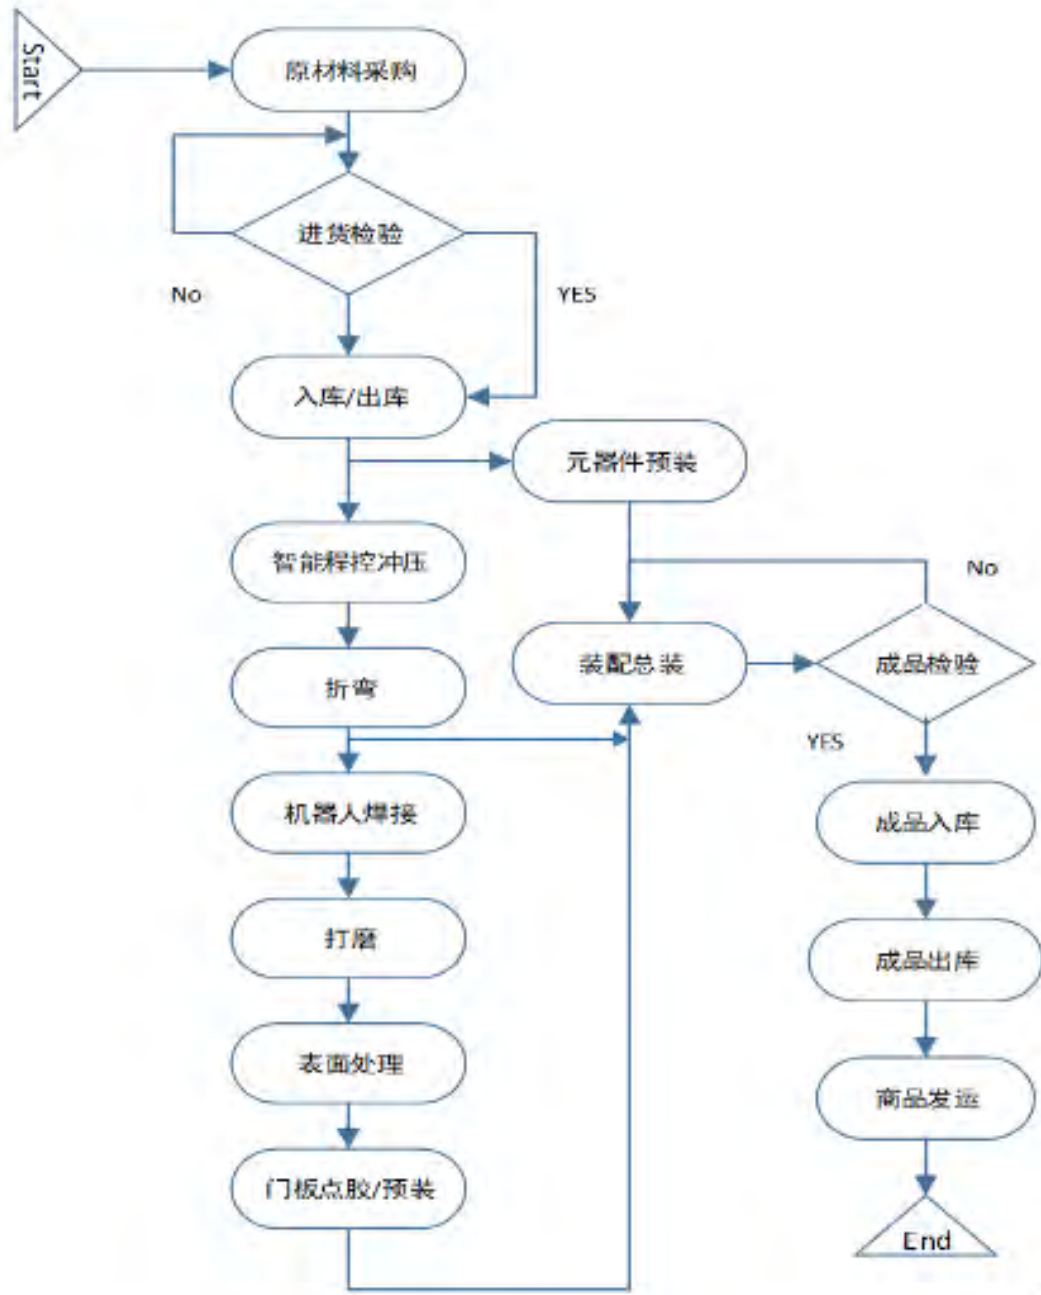 Start
原材料采购
进货检验
No
YES
入库/出库
元器件预装
智能程控冲压
No
装配总装
成品检验
折弯
YES
机器人焊接
成品入库
打磨
成品出库
表面处理
商品发运
门板点胶/预装
End